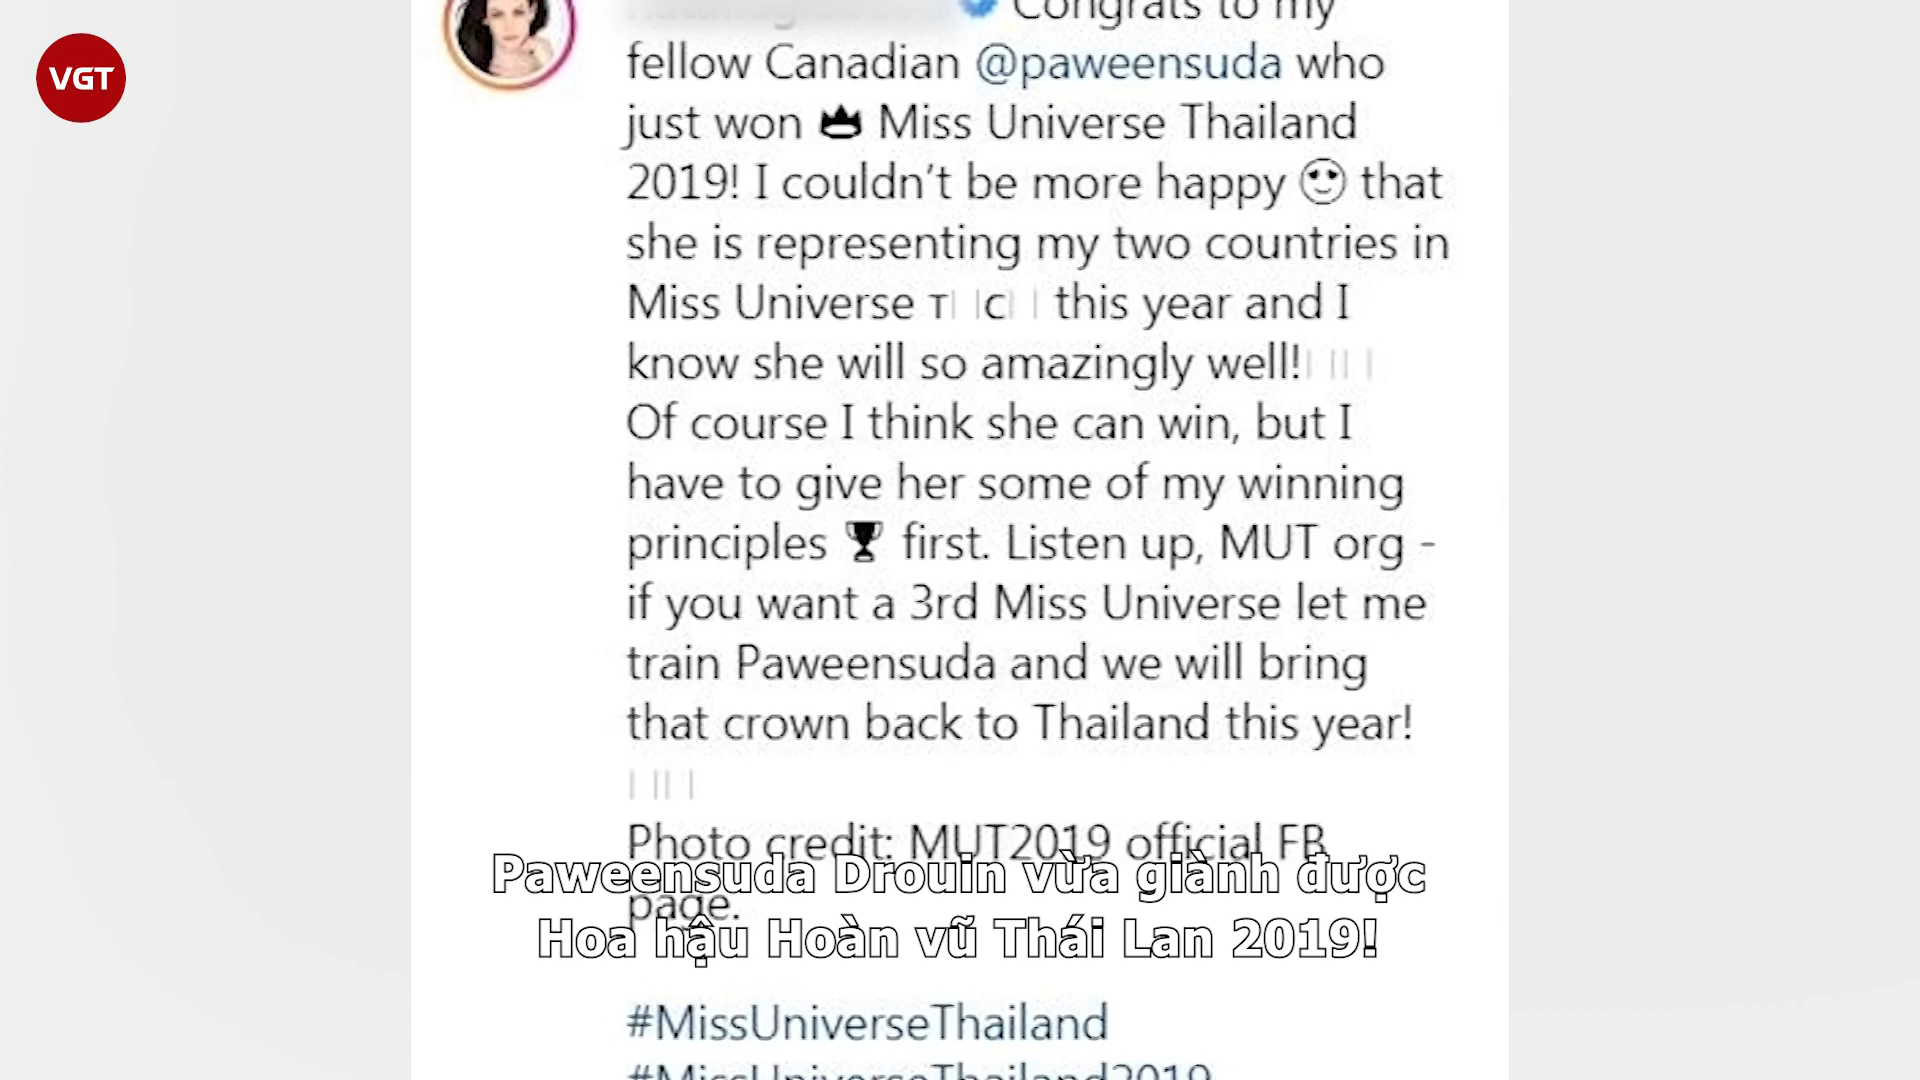 VGT
Congrats to my
fellow Canadian @paweensuda who
just won Miss Universe Thailand
2019! I couldn't be more happy that
she is representing my two countries in
Miss Universe T C this year and I
know she will so amazingly well!
Of course I think she can win, but I
have to give her some of my winning
principles first. Listen up, MUT org -
if you want a 3rd Miss Universe let me
train Paweensuda and we will bring
that crown back to Thailand this year!
Photo credit: MUT2019 official FB
page.
Paweensuda Drouin vừa giành được
Hoa hậu Hoàn vũ Thái Lan 2019!
#MissUniverseThailand
#MissUniverseThailand2019